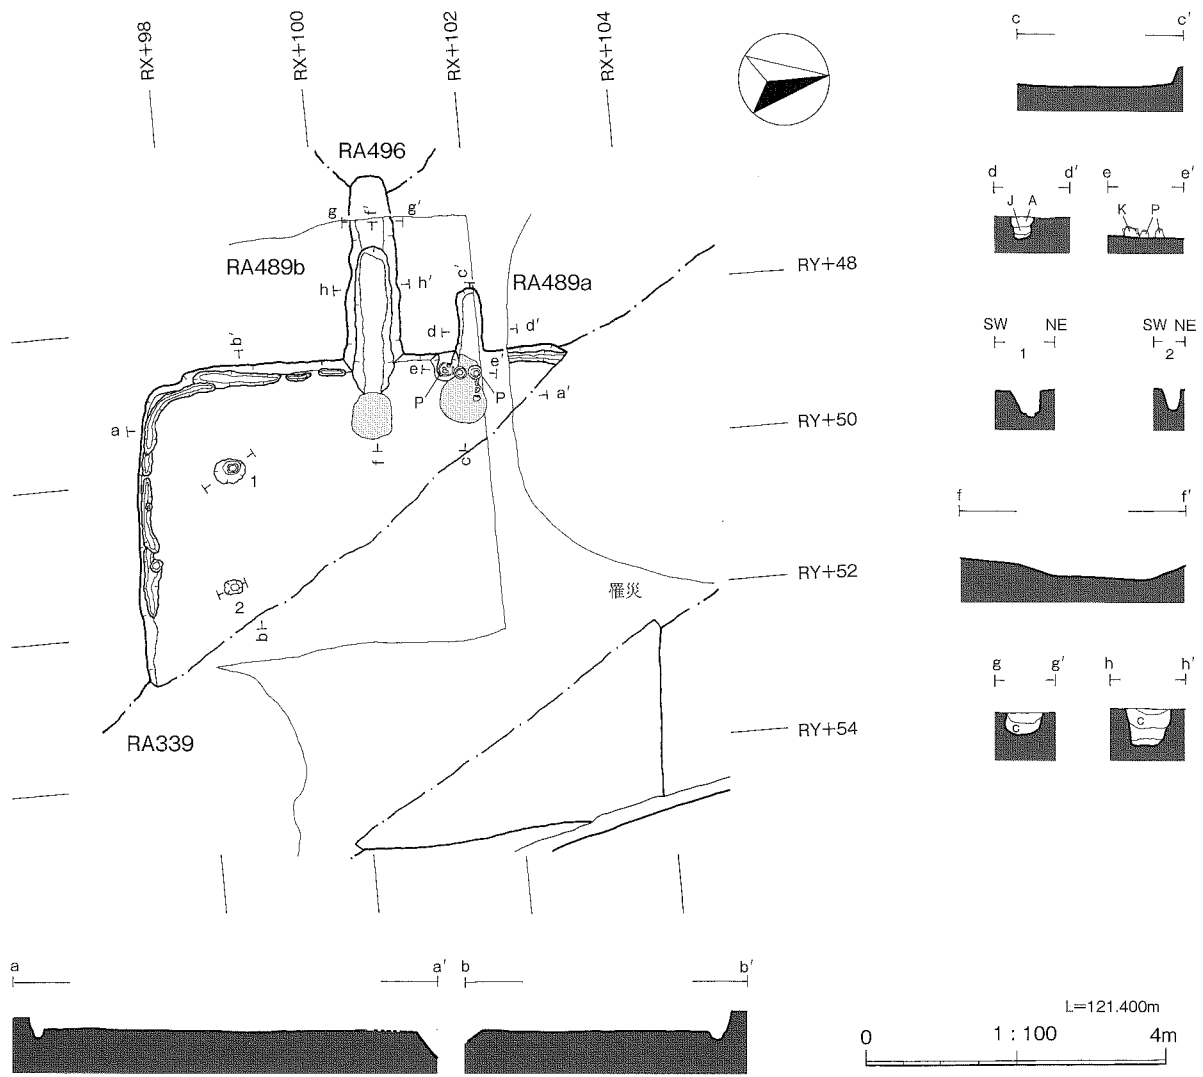 RX+98
RX+100
RX+102
RX+104
RA496
g
f'
g'
RA489b
h
h'
c'
RA489a
d
d'
b'
e
e'
P
P
a'
a
f
c
1
2
b
RA339
罹災
RY+48
RY+50
RY+52
RY+54
c c'
d d' e e'
J A K P
SW NE SW NE
1 2
f f'
g g' h h'
c c
a a' b b'
L=121.400m
0 1:100 4m